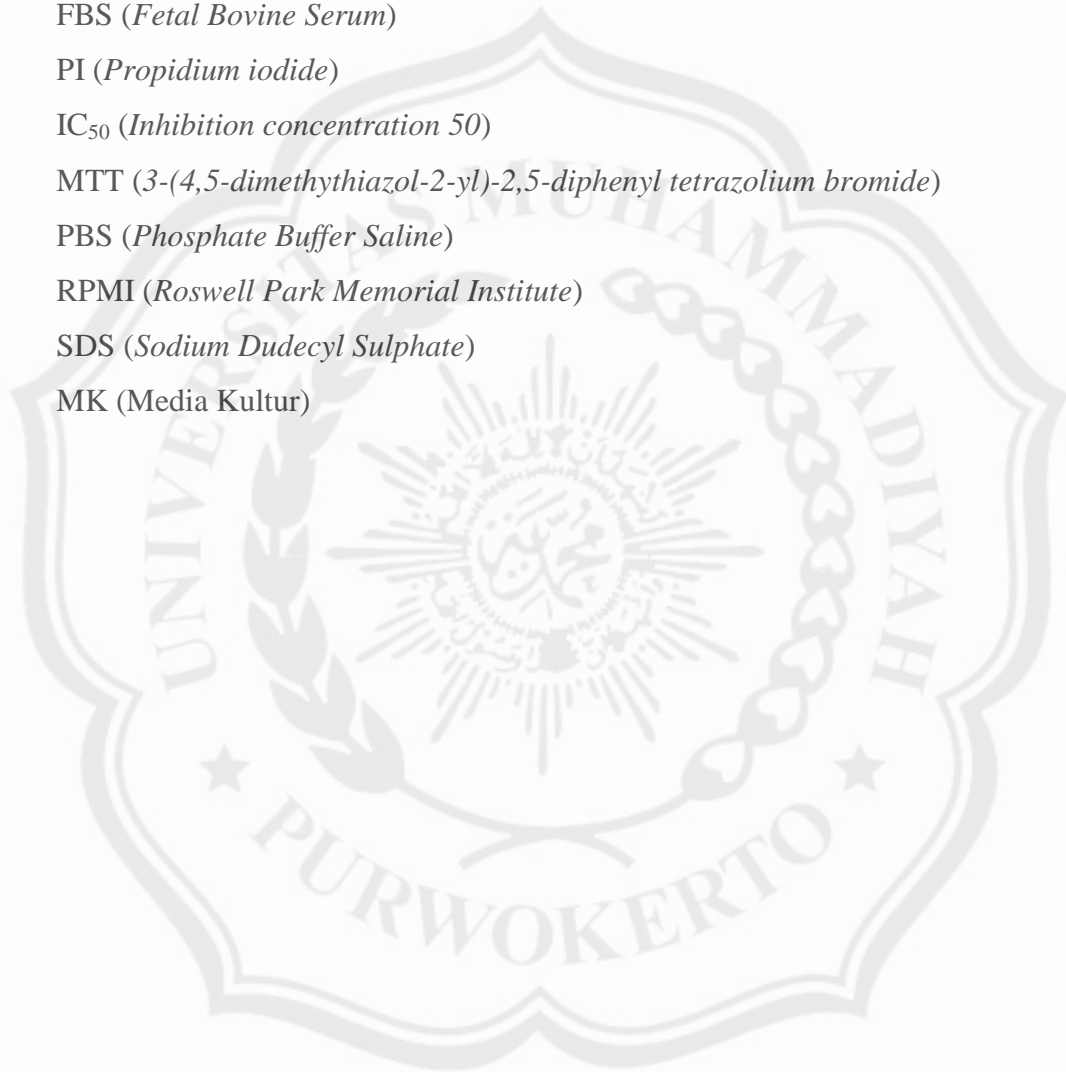 FBS (Fetal Bovine Serum)
PI (Propidium iodide)
IC50 (Inhibition concentration 50)
MTT (3-(4,5-dimethythiazol-2-yl)-2,5-diphenyl tetrazolium bromide)
PBS (Phosphate Buffer Saline)
RPMI (Roswell Park Memorial Institute)
SDS (Sodium Dudecyl Sulphate)
MK (Media Kultur)
UNIVERSITAS MUHAMMADIYAH
PURWOKERTO